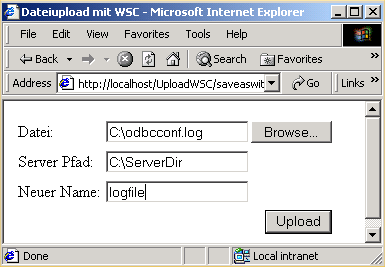 Dateiupload mit WSC - Microsoft Internet Explorer
File Edit View Favorites Tools Help
Back Search Favorites
Address http://localhost/UploadWSC/saveaswit Go Links »
Datei: C:\odbcconf.log Browse...
Server Pfad: C:\ServerDir
Neuer Name: logfile
Upload
Done Local intranet